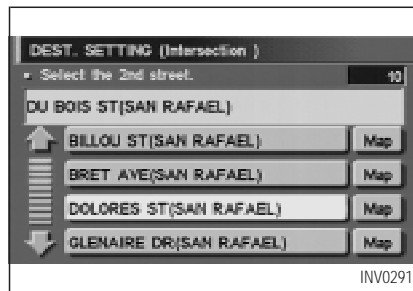 DEST. SETTING (Intersection )
Select the 2nd street. 10
DU BOIS ST(SAN RAFAEL)
BILLOU ST(SAN RAFAEL) Map
BRET AVE(SAN RAFAEL) Map
DOLORES ST(SAN RAFAEL) Map
GLENAIRE DR(SAN RAFAEL) Map
INV0291